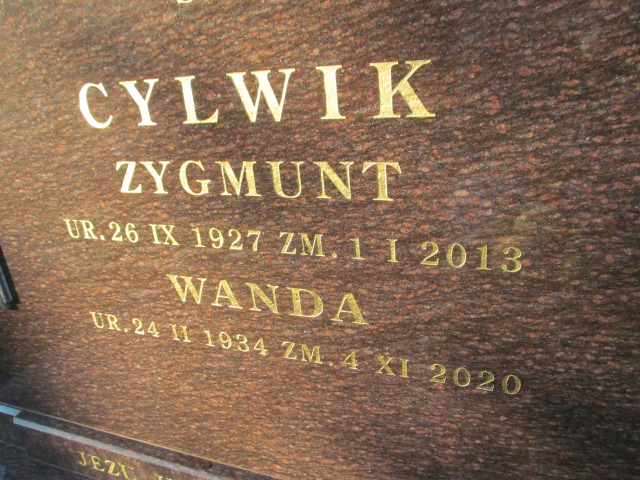 CYLWIK
ZYGMUNT
UR. 26 IX 1927 ZM. 1 I 2013
WANDA
UR. 24 II 1934 ZM. 4 XI 2020
JEZU